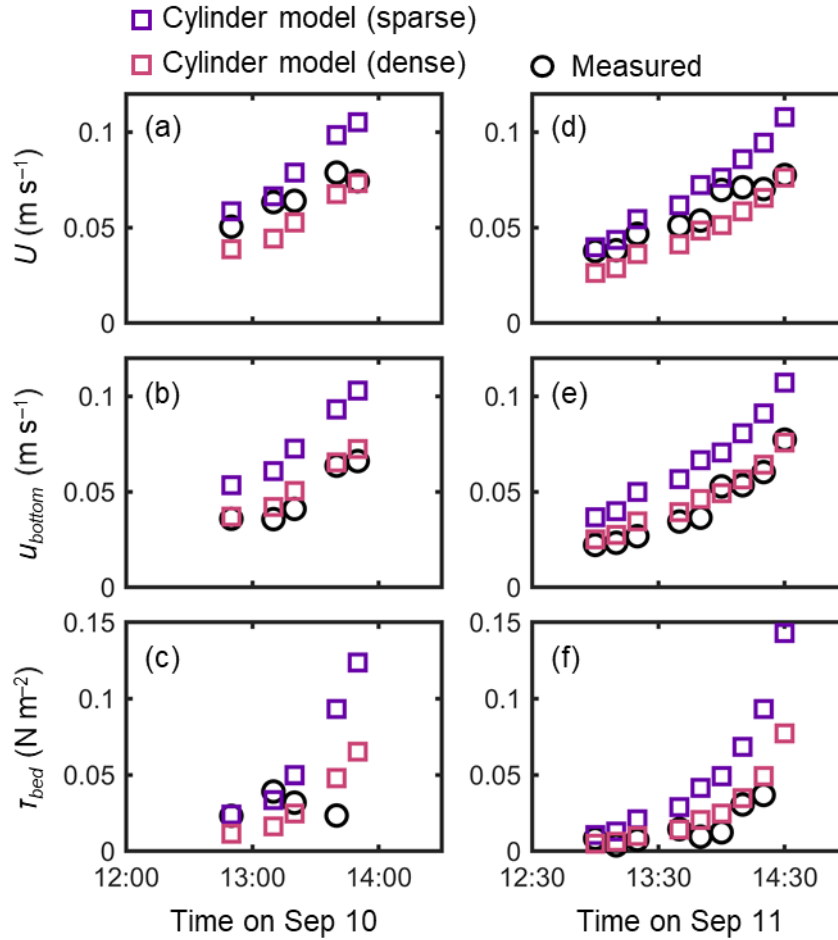 Cylinder model (sparse)
Cylinder model (dense)
Measured
(a)
(d)
0.1
0.05
0
U (m s⁻¹)
0.1
0.05
0
(b)
(e)
0.1
0.05
0
u_bottom (m s⁻¹)
0.1
0.05
0
(c)
(f)
0.15
0.1
0.05
0
τ_bed (N m⁻²)
0.15
0.1
0.05
0
12:00
13:00
14:00
12:30
13:30
14:30
Time on Sep 10
Time on Sep 11